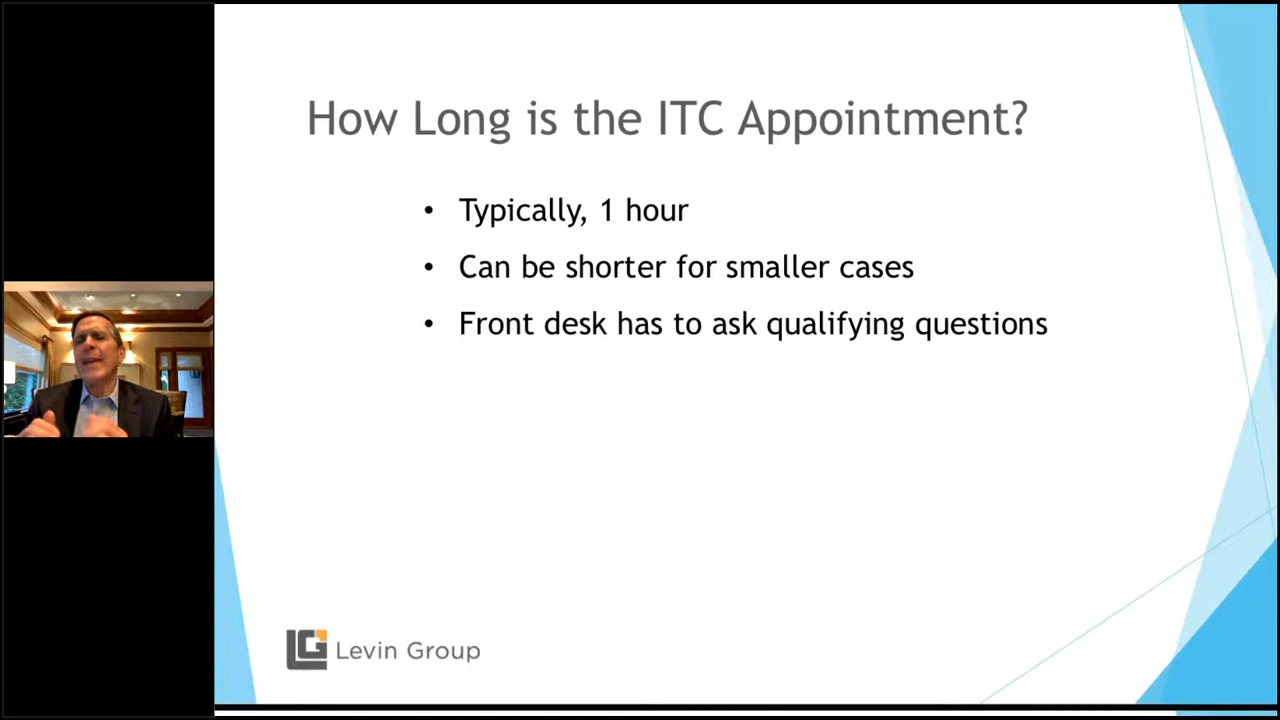 How Long is the ITC Appointment?
• Typically, 1 hour
• Can be shorter for smaller cases
• Front desk has to ask qualifying questions
LG Levin Group